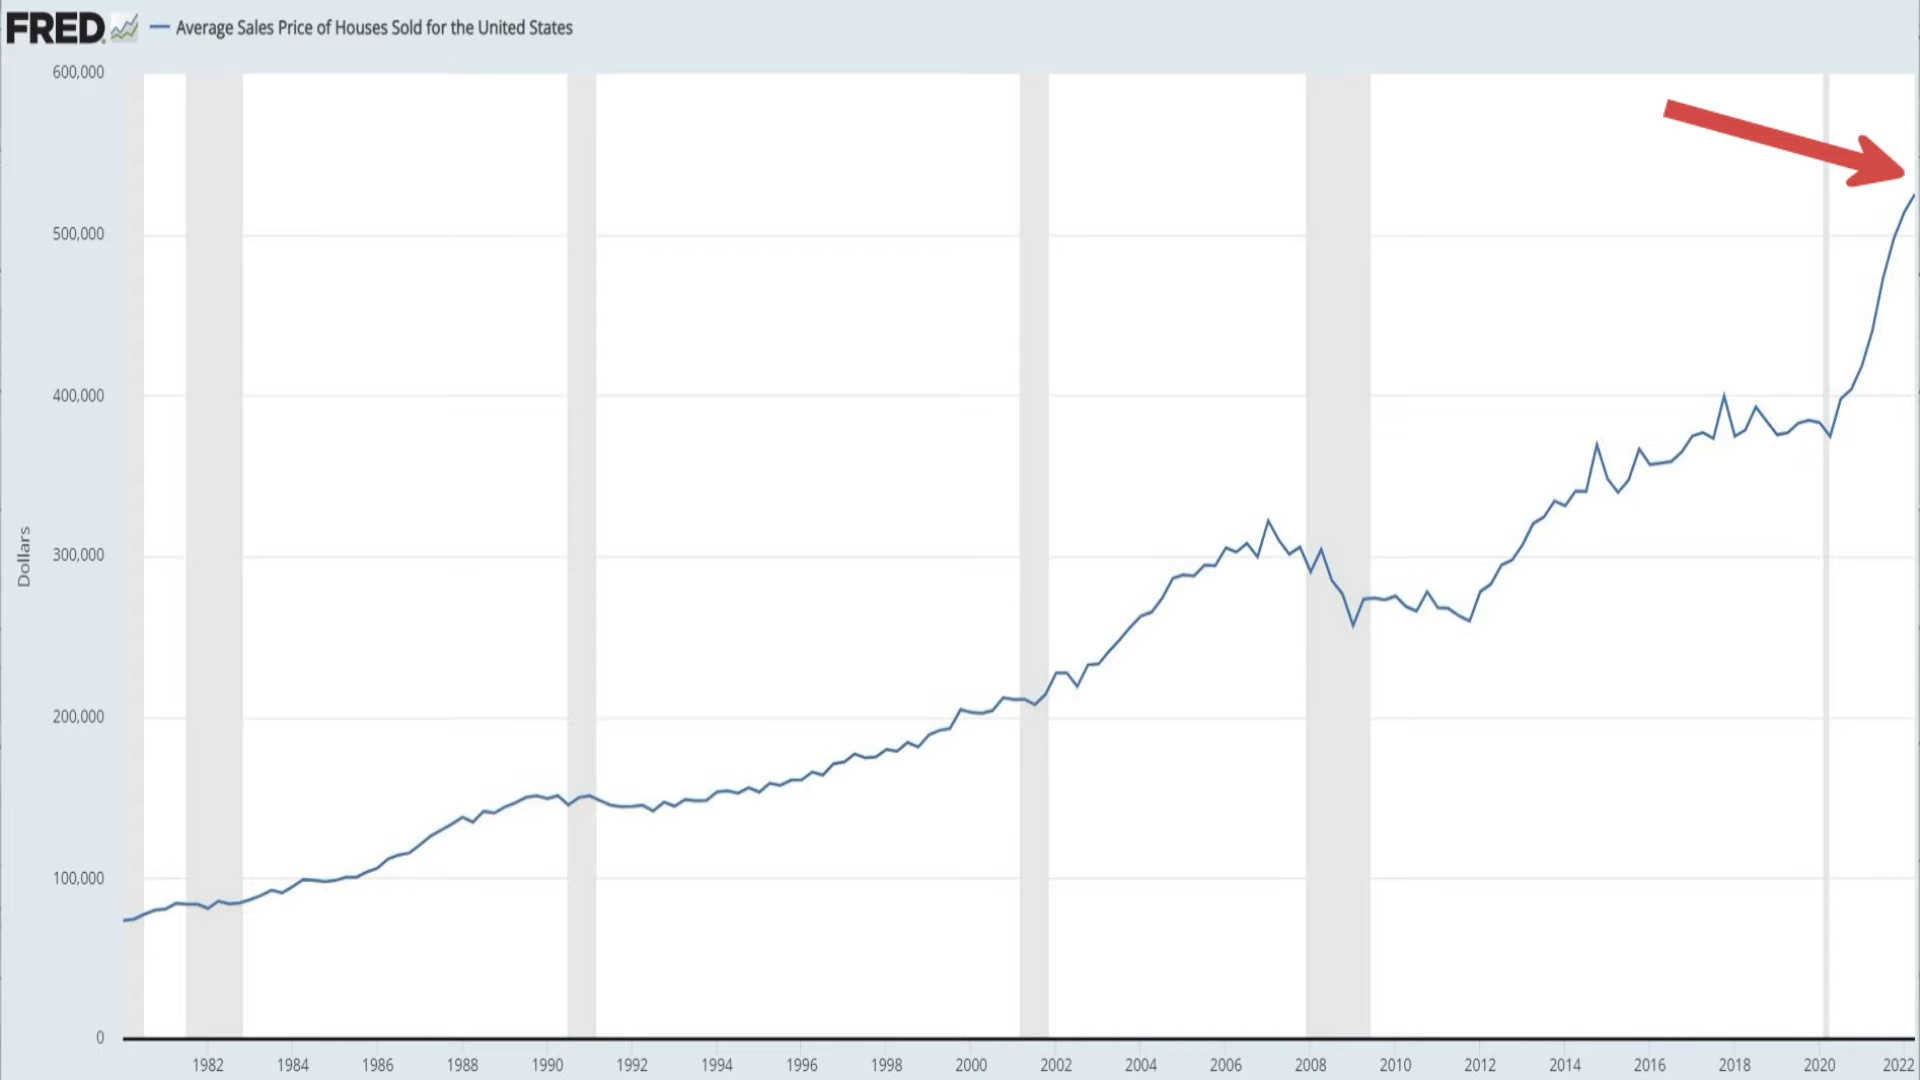 FRED
Average Sales Price of Houses Sold for the United States
600,000
500,000
400,000
300,000
200,000
100,000
0
Dollars
1982 1984 1986 1988 1990 1992 1994 1996 1998 2000 2002 2004 2006 2008 2010 2012 2014 2016 2018 2020 2022